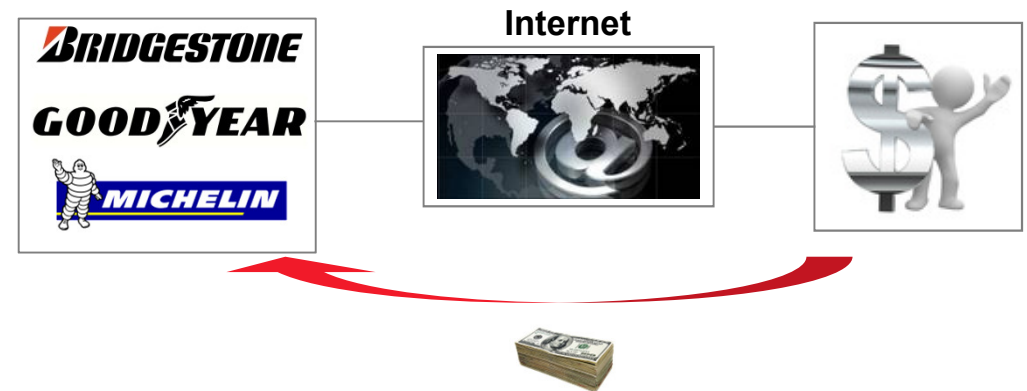 Internet
BRIDGESTONE
GOODYEAR
MICHELIN
@
$